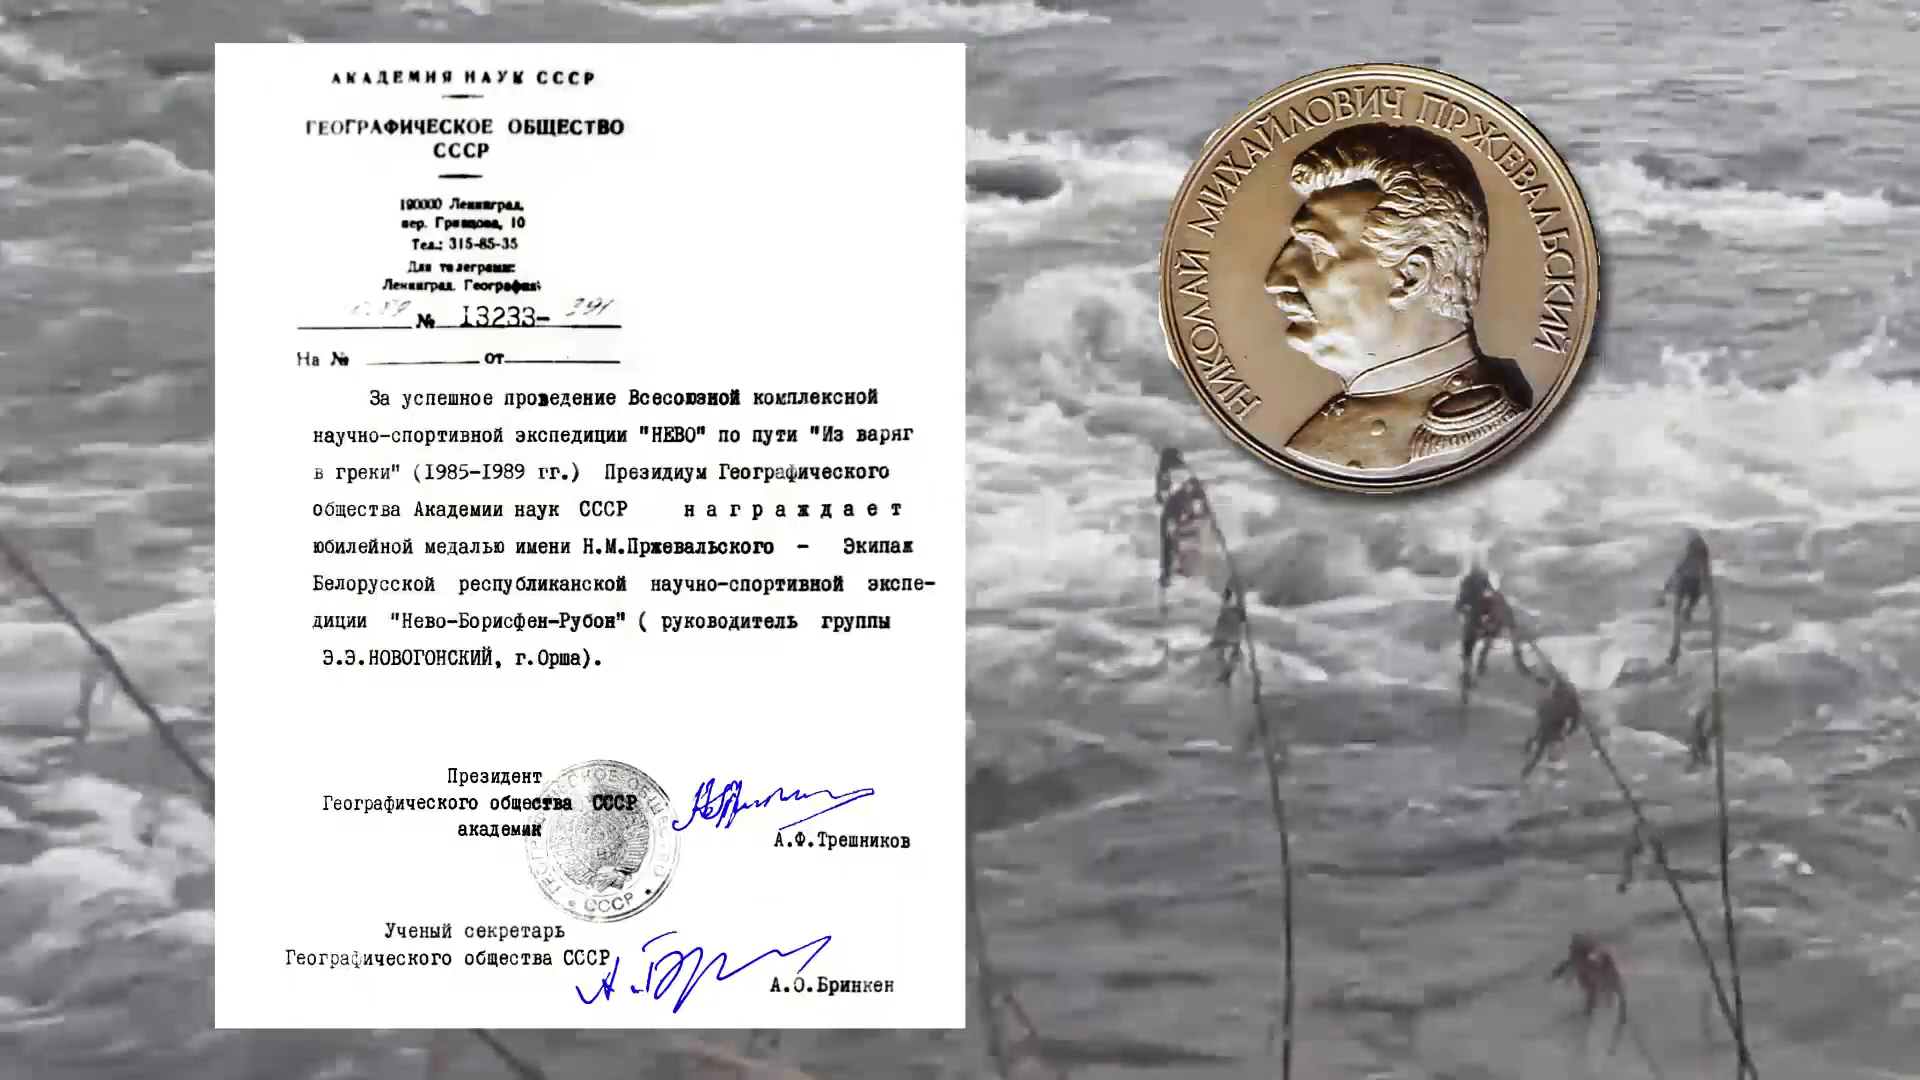 АКАДЕМИЯ НАУК СССР
ГЕОГРАФИЧЕСКОЕ ОБЩЕСТВО
СССР
190000 Ленинград,
пер. Гривцова, 10
Тел.: 315-85-35
Для телеграмм:
Ленинград. География
№ 13233-
На № от
За успешное проведение Всесоюзной комплексной
научно-спортивной экспедиции "НЕВО" по пути "Из варяг
в греки" (1985-1989 гг.) Президиум Географического
общества Академии наук СССР награждает
юбилейной медалью имени Н.М.Пржевальского - Экипаж
Белорусской республиканской научно-спортивной экспе-
диции "Нево-Борисфен-Рубон" ( руководитель группы
Э.Э.НОВОГОНСКИЙ, г.Орша).
Президент
Географического общества СССР
академик
А.Ф.Трешников
СССР
Ученый секретарь
Географического общества СССР
А.О.Бринкен
НИКОЛАЙ МИХАЙЛОВИЧ ПРЖЕВАЛЬСКИЙ